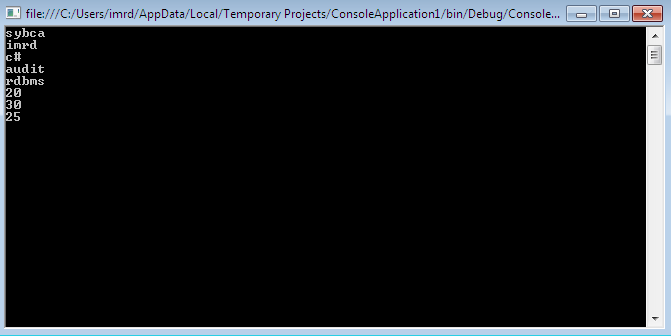 file:///C:/Users/imrd/AppData/Local/Temporary Projects/ConsoleApplication1/bin/Debug/Console...
sybca
imrd
c#
audit
rdbms
20
30
25